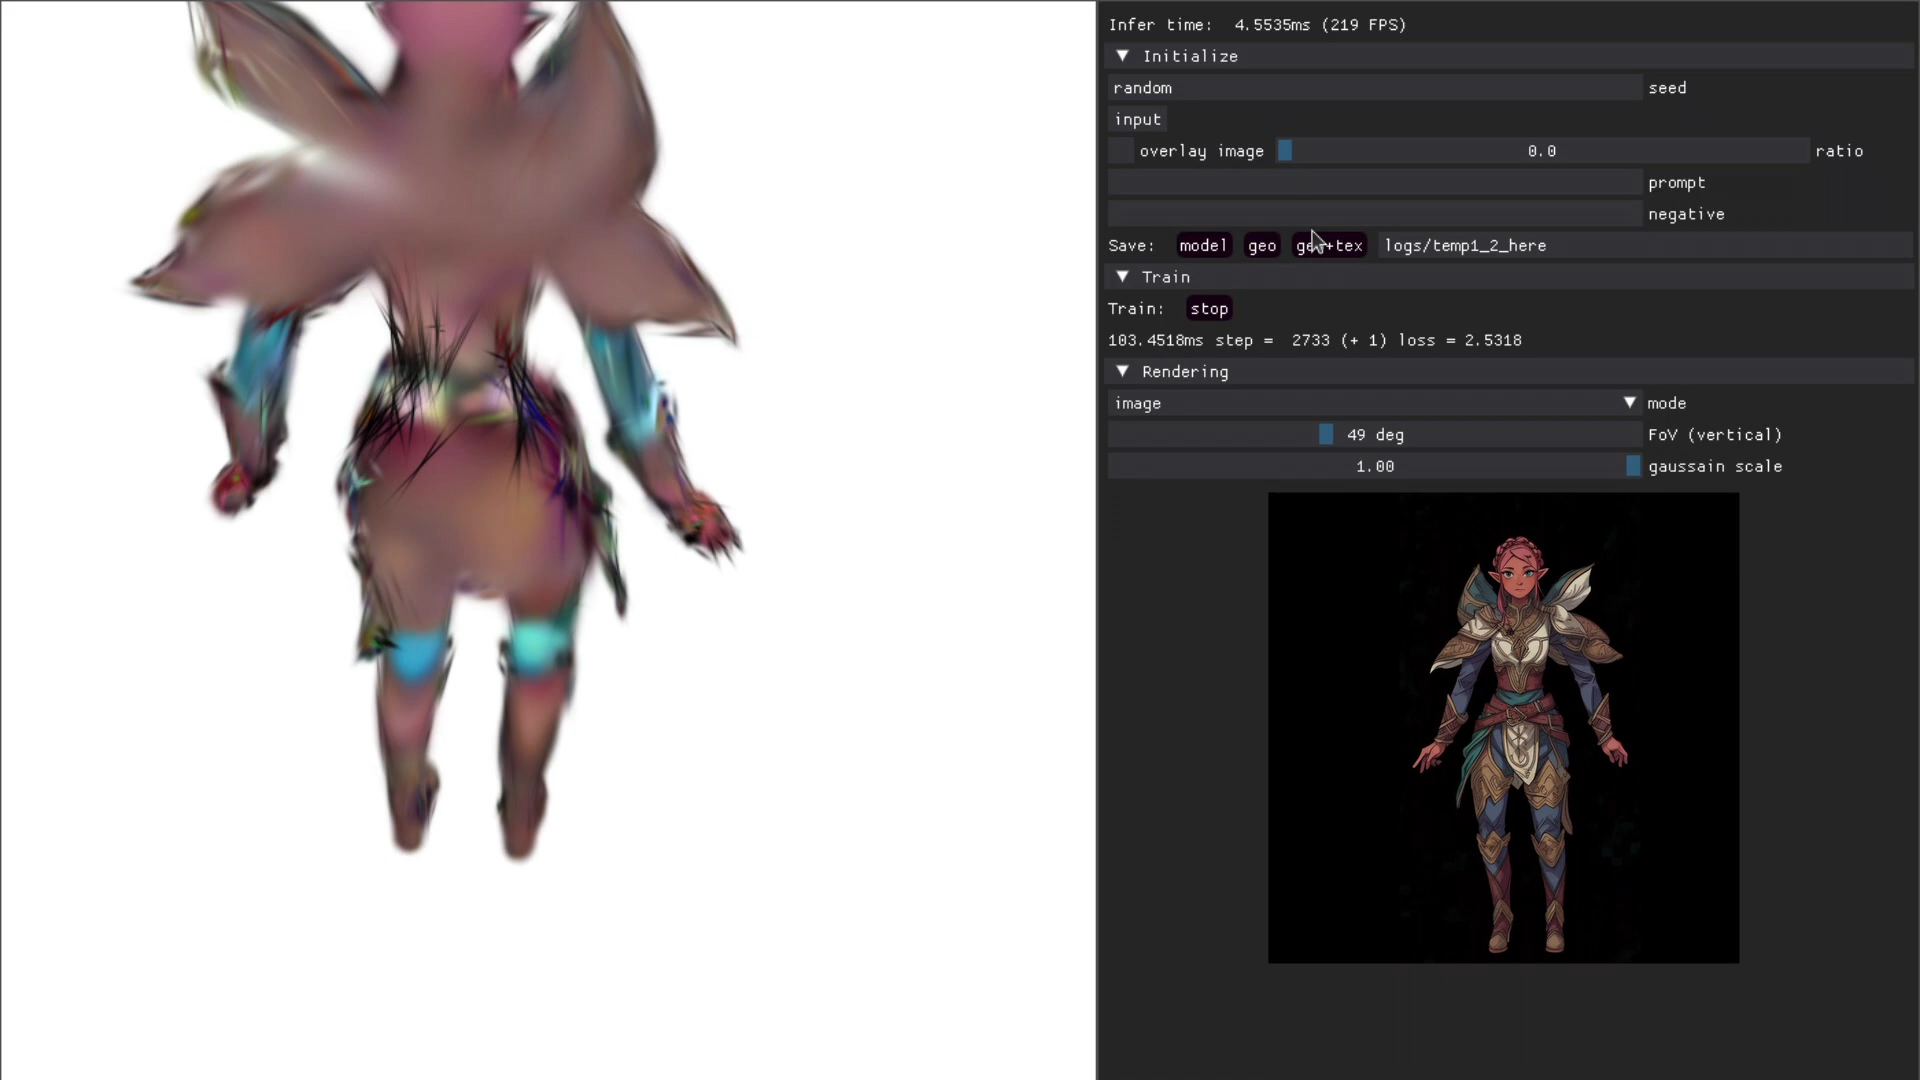 Infer time: 4.5535ms (219 FPS)
Initialize
random seed
input
overlay image 0.0 ratio
prompt
negative
Save: model geo geo+tex logs/temp1_2_here
Train
Train: stop
103.4518ms step = 2733 (+ 1) loss = 2.5318
Rendering
image mode
49 deg FoV (vertical)
1.00 gaussain scale